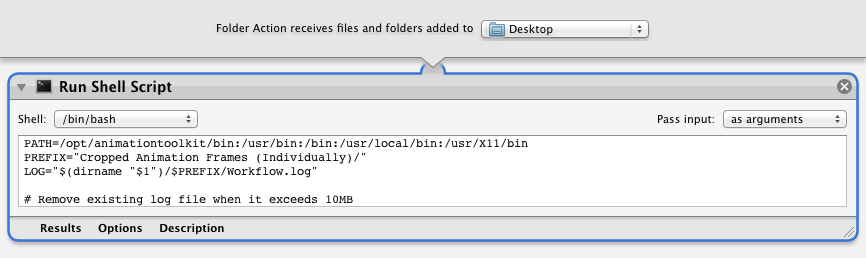 Folder Action receives files and folders added to Desktop
Run Shell Script
Shell: /bin/bash Pass input: as arguments
PATH=/opt/animationtoolkit/bin:/usr/bin:/bin:/usr/local/bin:/usr/X11/bin
PREFIX="Cropped Animation Frames (Individually)/"
LOG="$(dirname "$1")/$PREFIX/Workflow.log"
# Remove existing log file when it exceeds 10MB
Results Options Description